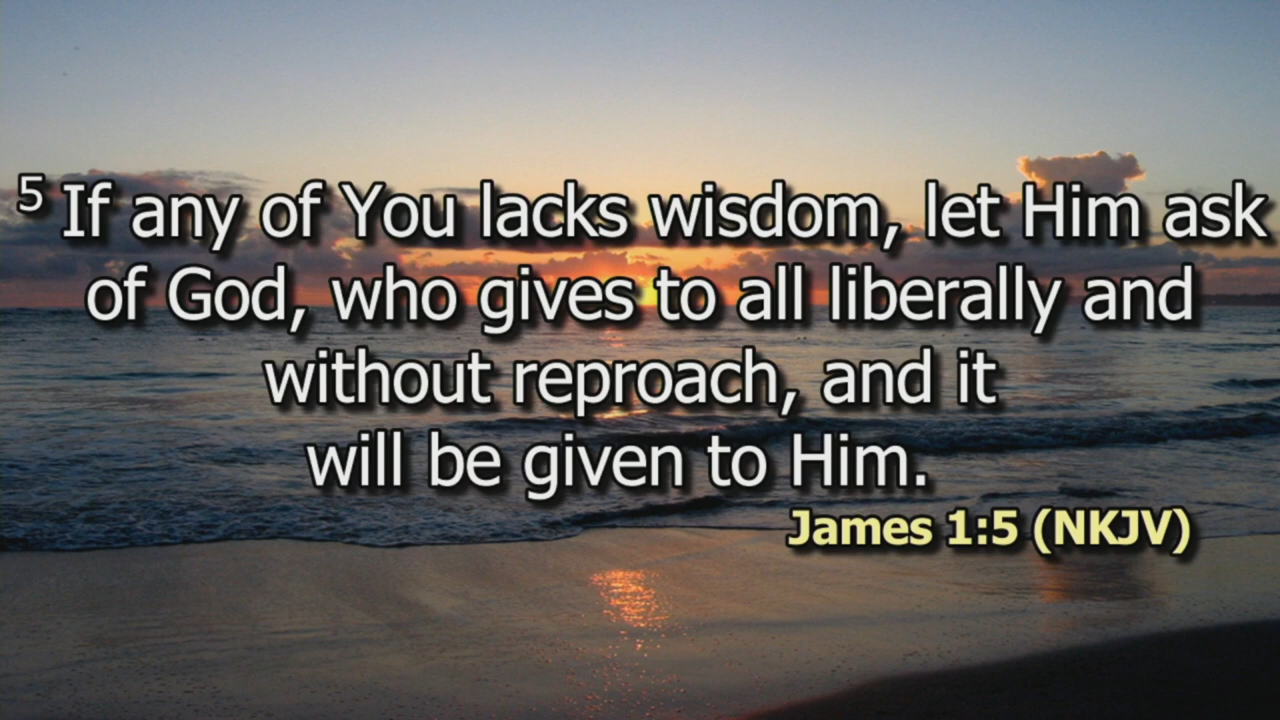 5 If any of You lacks wisdom, let Him ask
of God, who gives to all liberally and
without reproach, and it
will be given to Him.
James 1:5 (NKJV)